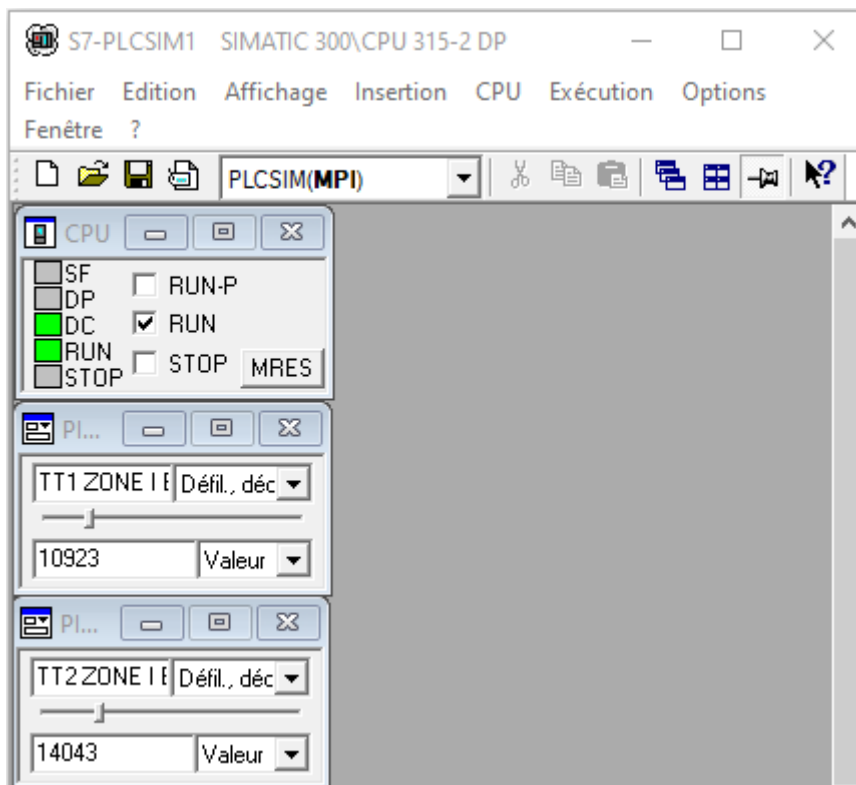 S7-PLCSIM1 SIMATIC 300\CPU 315-2 DP
Fichier Edition Affichage Insertion CPU Exécution Options
Fenêtre ?
PLCSIM(MPI)
CPU
SF
DP
DC
RUN
STOP
RUN-P
RUN
STOP
MRES
PI...
TT1 ZONE I E Défil., déc
10923 Valeur
PI...
TT2 ZONE I E Défil., déc
14043 Valeur